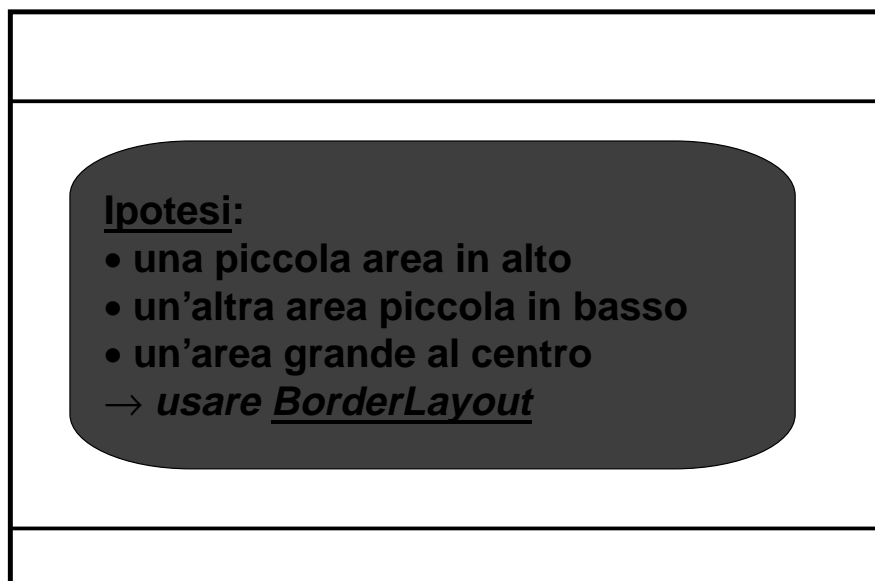 Ipotesi:
• una piccola area in alto
• un’altra area piccola in basso
• un’area grande al centro
→ usare BorderLayout